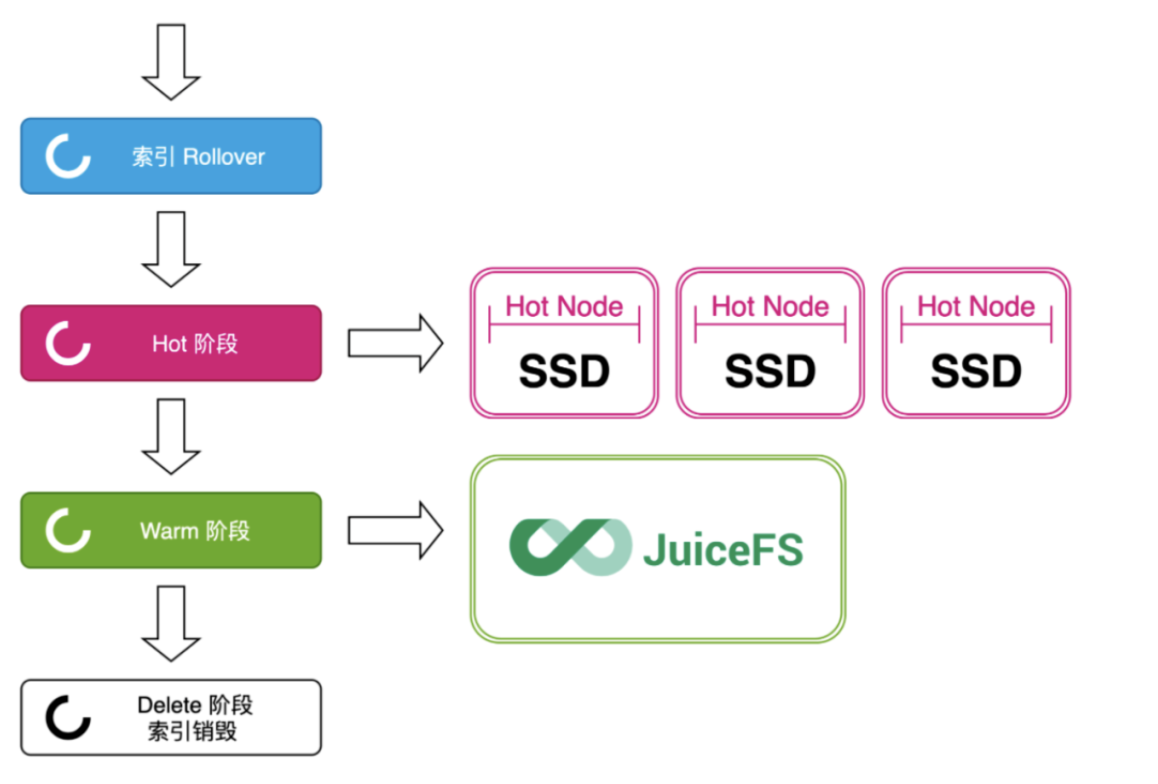 索引 Rollover
Hot 阶段
Hot Node
SSD
Hot Node
SSD
Hot Node
SSD
Warm 阶段
JuiceFS
Delete 阶段
索引销毁